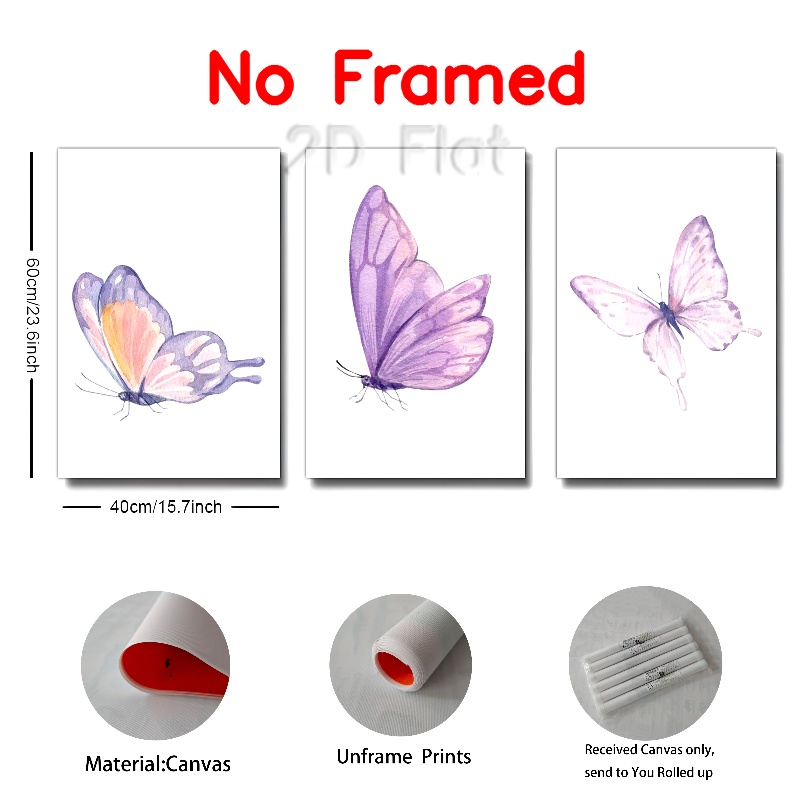 No Framed
2D Flat
60cm/23.6inch
40cm/15.7inch
Material:Canvas
Unframe Prints
Received Canvas only,
send to You Rolled up